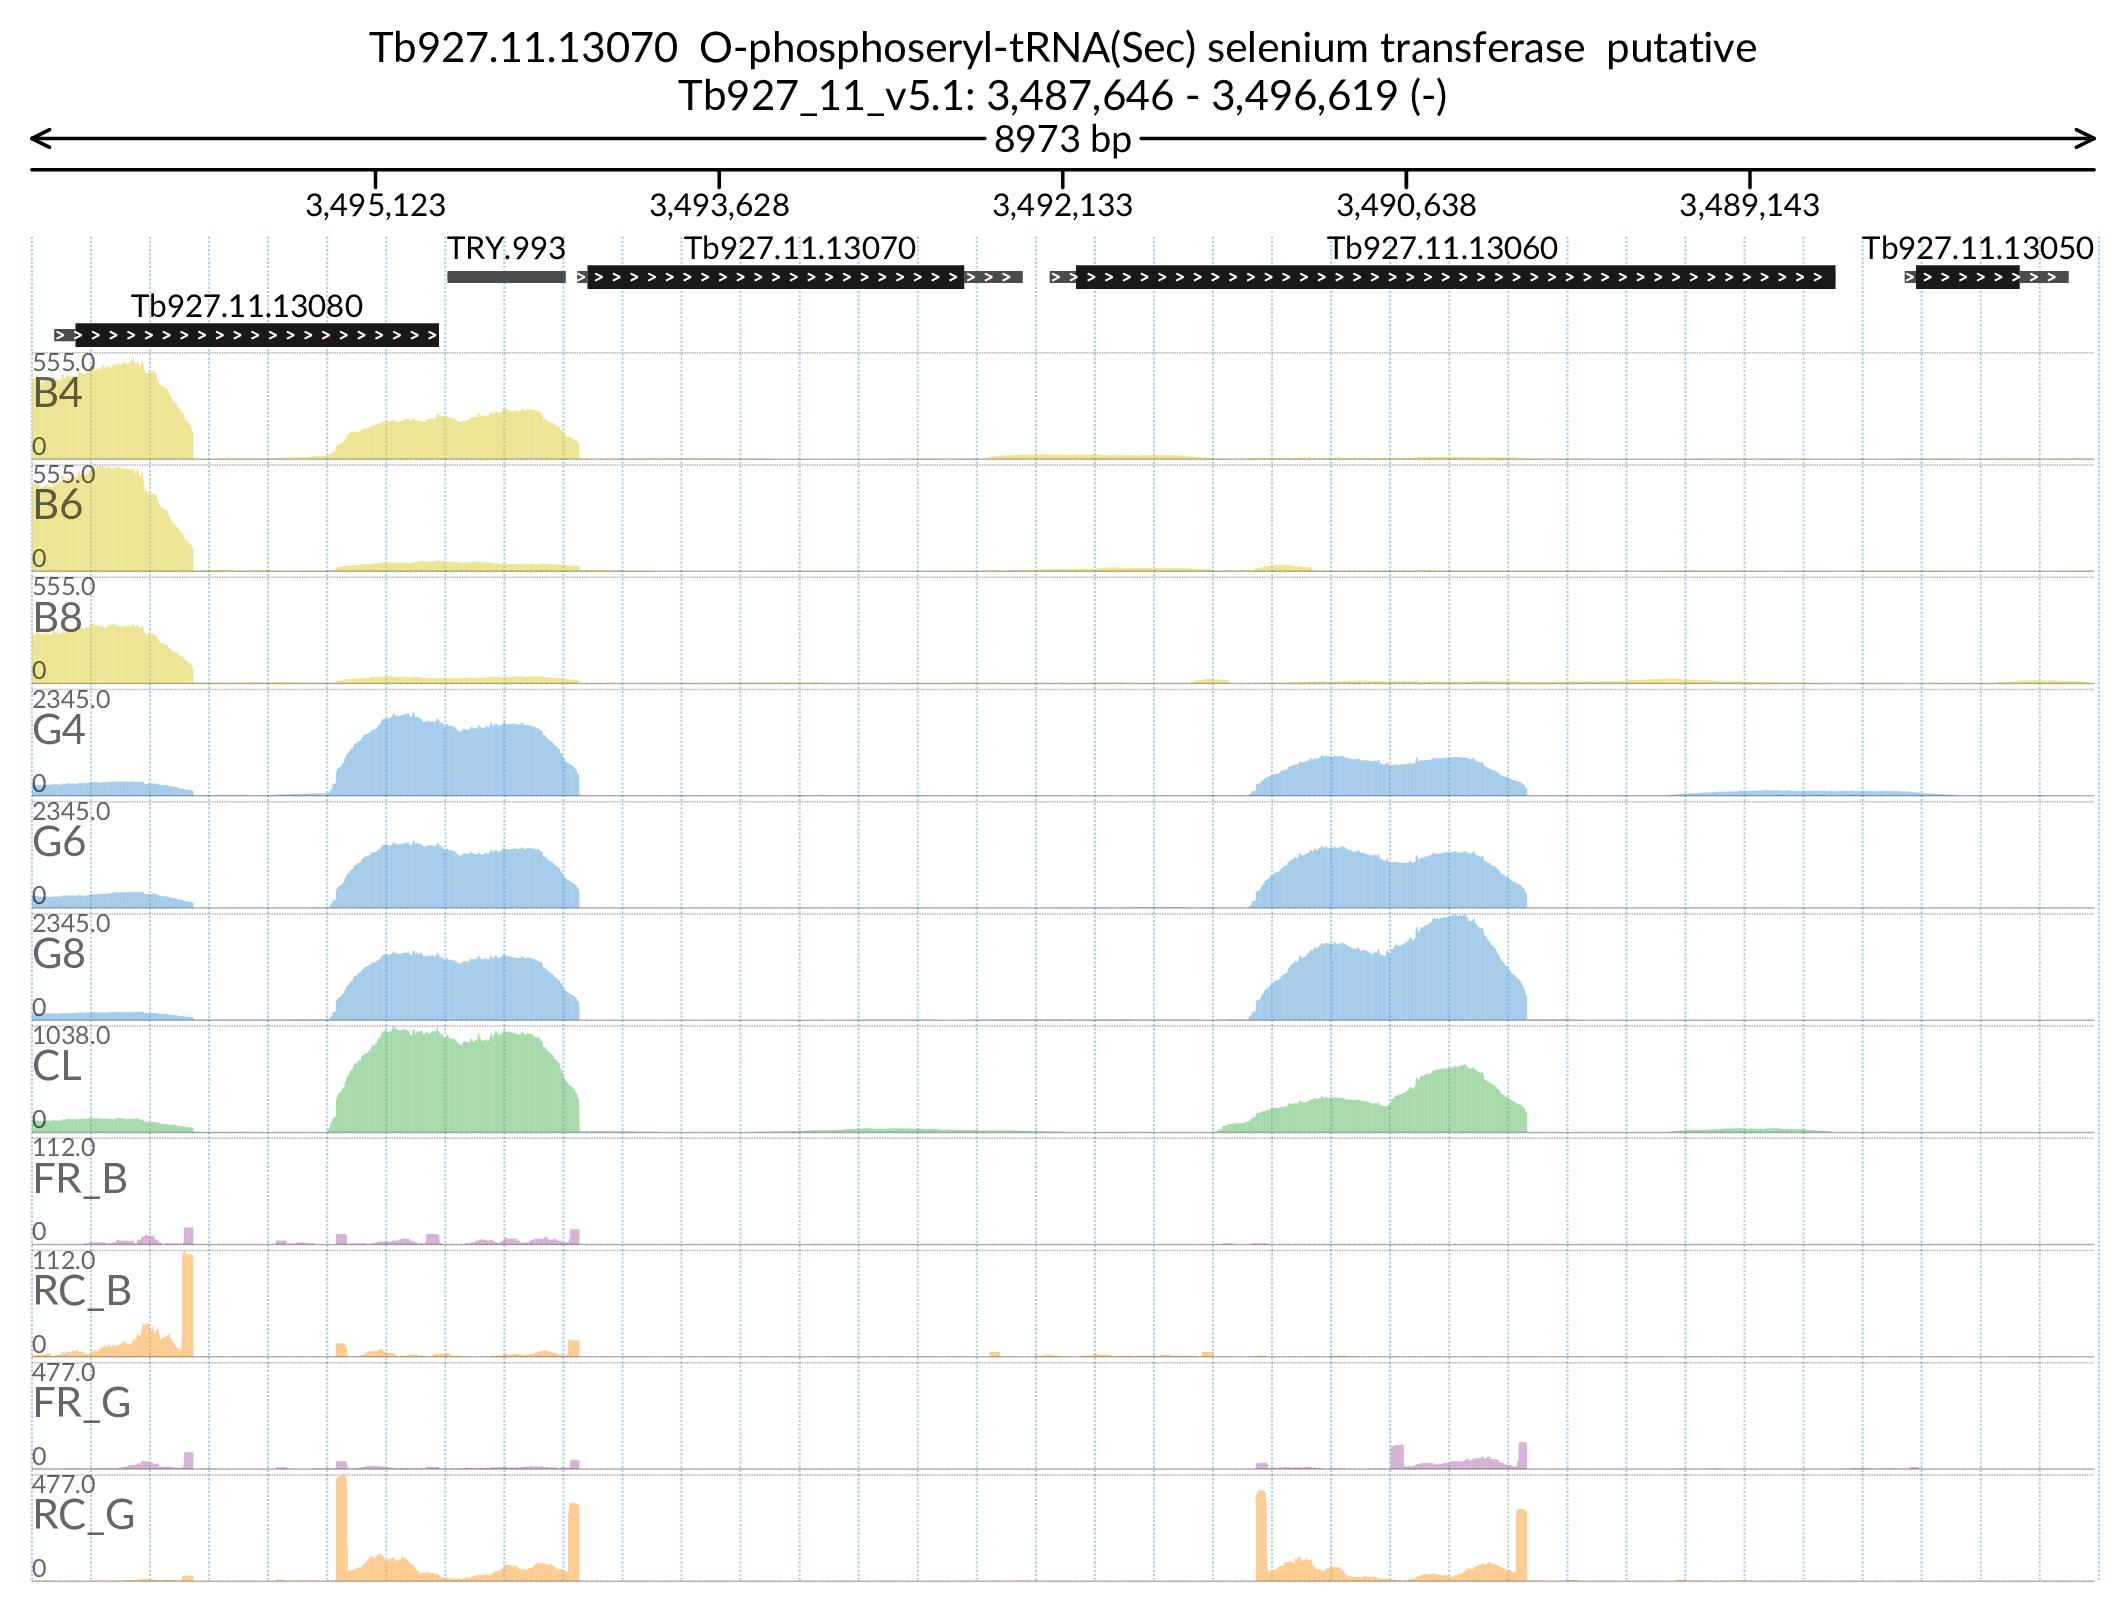 Tb927.11.13070 O-phosphoseryl-tRNA(Sec) selenium transferase putative
Tb927_11_v5.1: 3,487,646 - 3,496,619 (-)
8973 bp
3,495,123 3,493,628 3,492,133 3,490,638 3,489,143
TRY.993 Tb927.11.13070 Tb927.11.13060 Tb927.11.13050
Tb927.11.13080
555.0
B4
0
555.0
B6
0
555.0
B8
0
2345.0
G4
0
2345.0
G6
0
2345.0
G8
0
1038.0
CL
0
112.0
FR_B
0
112.0
RC_B
0
477.0
FR_G
0
477.0
RC_G
0